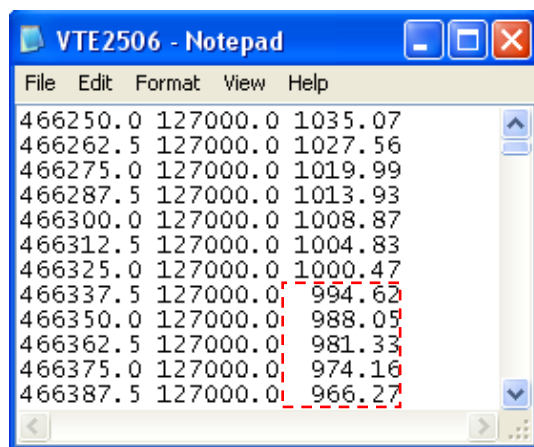 VTE2506 - Notepad
File Edit Format View Help
466250.0 127000.0 1035.07
466262.5 127000.0 1027.56
466275.0 127000.0 1019.99
466287.5 127000.0 1013.93
466300.0 127000.0 1008.87
466312.5 127000.0 1004.83
466325.0 127000.0 1000.47
466337.5 127000.0  994.62
466350.0 127000.0  988.05
466362.5 127000.0  981.33
466375.0 127000.0  974.16
466387.5 127000.0  966.27